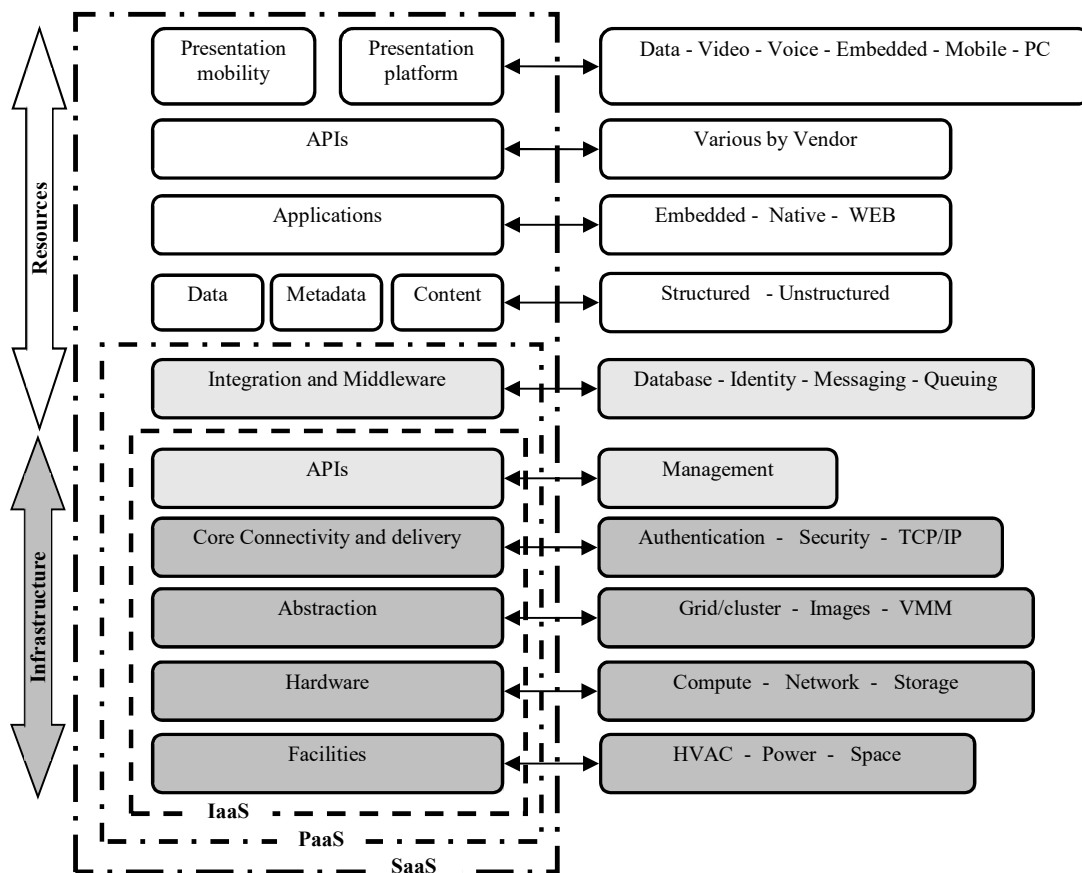 Presentation
mobility
Presentation
platform
Data - Video - Voice - Embedded - Mobile - PC
APIs
Various by Vendor
Applications
Embedded - Native - WEB
Resources
Data
Metadata
Content
Structured - Unstructured
Integration and Middleware
Database - Identity - Messaging - Queuing
APIs
Management
Core Connectivity and delivery
Authentication - Security - TCP/IP
Infrastructure
Abstraction
Grid/cluster - Images - VMM
Hardware
Compute - Network - Storage
Facilities
HVAC - Power - Space
IaaS
PaaS
SaaS